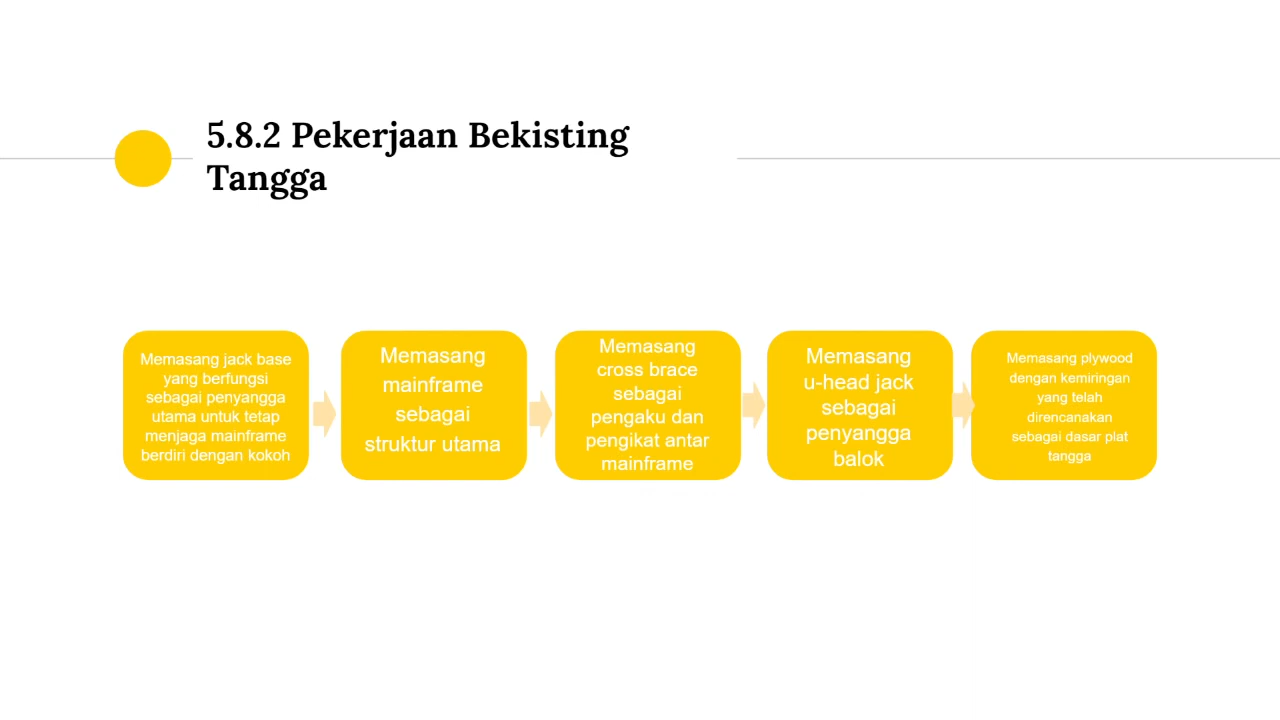 5.8.2 Pekerjaan Bekisting
Tangga
Memasang jack base
yang berfungsi
sebagai penyangga
utama untuk tetap
menjaga mainframe
berdiri dengan kokoh
Memasang
mainframe
sebagai
struktur utama
Memasang
cross brace
sebagai
pengaku dan
pengikat antar
mainframe
Memasang
u-head jack
sebagai
penyangga
balok
Memasang plywood
dengan kemiringan
yang telah
direncanakan
sebagai dasar plat
tangga